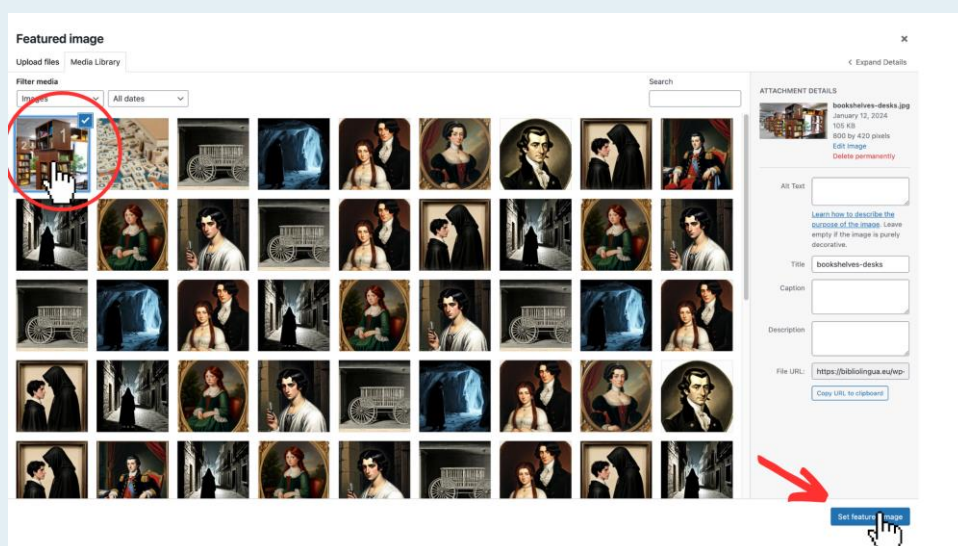 Featured image
Upload files Media Library
Expand Details
Filter media
Images
All dates
Search
ATTACHMENT DETAILS
bookshelves-desks.jpg
January 12, 2024
105 KB
800 by 420 pixels
Edit Image
Delete permanently
Alt Text
Learn how to describe the
purpose of the image. Leave
empty if the image is purely
decorative.
Title bookshelves-desks
Caption
Description
File URL: https://bibliolingua.eu/wp-
Copy URL to clipboard
Set featured image